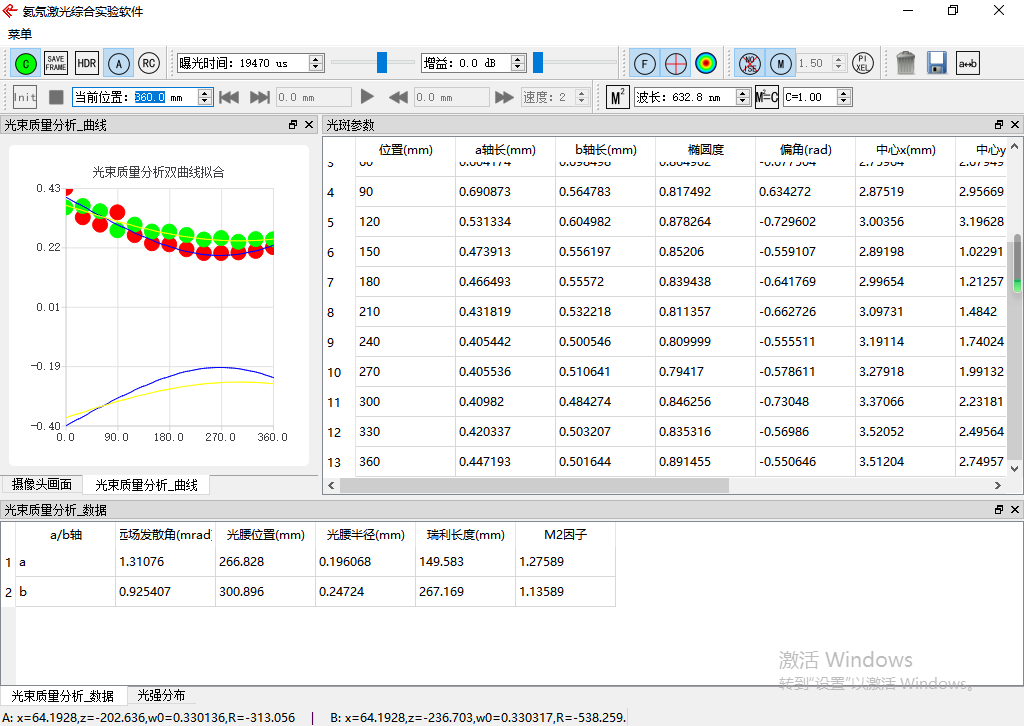 氦氖激光综合实验软件
菜单
C SAVE FRAME HDR A RC 曝光时间: 19470 us 增益: 0.0 dB F NO ISE M 1.50 PI XEL a↔b
Init 当前位置: 360.0 mm 0.0 mm 0.0 mm 速度: 2 M² 波长: 632.8 nm M²=C C=1.00
光束质量分析_曲线
光束质量分析双曲线拟合
0.43
0.22
0.01
-0.19
-0.40
0.0 90.0 180.0 270.0 360.0
摄像头画面 光束质量分析_曲线
光斑参数
位置(mm) a轴长(mm) b轴长(mm) 椭圆度 偏角(rad) 中心x(mm) 中心y
4 90 0.690873 0.564783 0.817492 0.634272 2.87519 2.95669
5 120 0.531334 0.604982 0.878264 -0.729602 3.00356 3.19628
6 150 0.473913 0.556197 0.85206 -0.559107 2.89198 1.02291
7 180 0.466493 0.55572 0.839438 -0.641769 2.99654 1.21257
8 210 0.431819 0.532218 0.811357 -0.662726 3.09731 1.4842
9 240 0.405442 0.500546 0.809999 -0.555511 3.19114 1.74024
10 270 0.405536 0.510641 0.79417 -0.578611 3.27918 1.99132
11 300 0.40982 0.484274 0.846256 -0.73048 3.37066 2.23181
12 330 0.420337 0.503207 0.835316 -0.56986 3.52052 2.49564
13 360 0.447193 0.501644 0.891455 -0.550646 3.51204 2.74957
光束质量分析_数据
a/b轴 远场发散角(mrad) 光腰位置(mm) 光腰半径(mm) 瑞利长度(mm) M2因子
1 a 1.31076 266.828 0.196068 149.583 1.27589
2 b 0.925407 300.896 0.24724 267.169 1.13589
激活 Windows
转到"设置"以激活 Windows。
光束质量分析_数据 光强分布
A: x=64.1928,z=-202.636,w0=0.330136,R=-313.056 | B: x=64.1928,z=-236.703,w0=0.330317,R=-538.259.